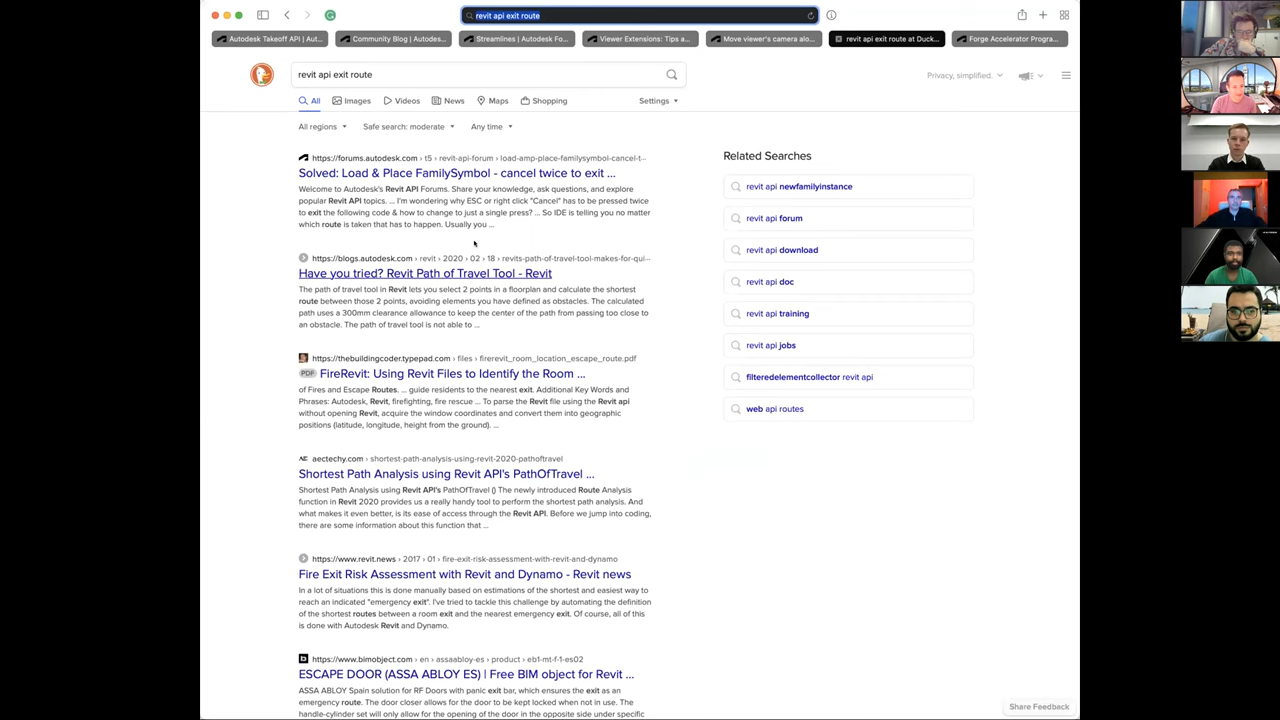 revit api exit route
Autodesk Takeoff API | Aut...
Community Blog | Autodes...
Streamlines | Autodesk Fo...
Viewer Extensions: Tips a...
Move viewer's camera alo...
revit api exit route at Duck...
Forge Accelerator Progra...
revit api exit route
Privacy, simplified.
All
Images
Videos
News
Maps
Shopping
Settings
All regions
Safe search: moderate
Any time
https://forums.autodesk.com › t5 › revit-api-forum › load-amp-place-familysymbol-cancel-t...
Solved: Load & Place FamilySymbol - cancel twice to exit ...
Welcome to Autodesk's Revit API Forums. Share your knowledge, ask questions, and explore
popular Revit API topics. ... I'm wondering why ESC or right click "Cancel" has to be pressed twice
to exit the following code & how to change to just a single press? ... So IDE is telling you no matter
which route is taken that has to happen. Usually you ...
https://blogs.autodesk.com › revit › 2020 › 02 › 18 › revits-path-of-travel-tool-makes-for-qui...
Have you tried? Revit Path of Travel Tool - Revit
The path of travel tool in Revit lets you select 2 points in a floorplan and calculate the shortest
route between those 2 points, avoiding elements you have defined as obstacles. The calculated
path uses a 300mm clearance allowance to keep the center of the path from passing too close to
an obstacle. The path of travel tool is not able to ...
https://thebuildingcoder.typepad.com › files › firerevit_room_location_escape_route.pdf
PDF FireRevit: Using Revit Files to Identify the Room ...
of Fires and Escape Routes. ... guide residents to the nearest exit. Additional Key Words and
Phrases: Autodesk, Revit, firefighting, fire rescue ... To parse the Revit file using the Revit api
without opening Revit, acquire the window coordinates and convert them into geographic
positions (latitude, longitude, height from the ground). ...
aectechy.com › shortest-path-analysis-using-revit-2020-pathoftravel
Shortest Path Analysis using Revit API's PathOfTravel ...
Shortest Path Analysis using Revit API's PathOfTravel () The newly introduced Route Analysis
function in Revit 2020 provides us a really handy tool to perform the shortest path analysis. And
what makes it even better, is its ease of access through the Revit API. Before we jump into coding,
there are some information about this function that ...
https://www.revit.news › 2017 › 01 › fire-exit-risk-assessment-with-revit-and-dynamo
Fire Exit Risk Assessment with Revit and Dynamo - Revit news
In a lot of situations this is done manually based on estimations of the shortest and easiest way to
reach an indicated "emergency exit". I've tried to tackle this challenge by automating the definition
of the shortest routes between a room exit and the nearest emergency exit. Of course, all of this
is done with Autodesk Revit and Dynamo.
https://www.bimobject.com › en › assaabloy-es › product › eb1-mt-f-1-es02
ESCAPE DOOR (ASSA ABLOY ES) | Free BIM object for Revit ...
ASSA ABLOY Spain solution for RF Doors with panic exit bar, which ensures the exit as an
emergency route. The door closer allows for the door to be kept locked when not in use. The
handle-cylinder set will only allow for the opening of the door in the opposite side under specific
Related Searches
revit api newfamilyinstance
revit api forum
revit api download
revit api doc
revit api training
revit api jobs
filteredelementcollector revit api
web api routes
Share Feedback